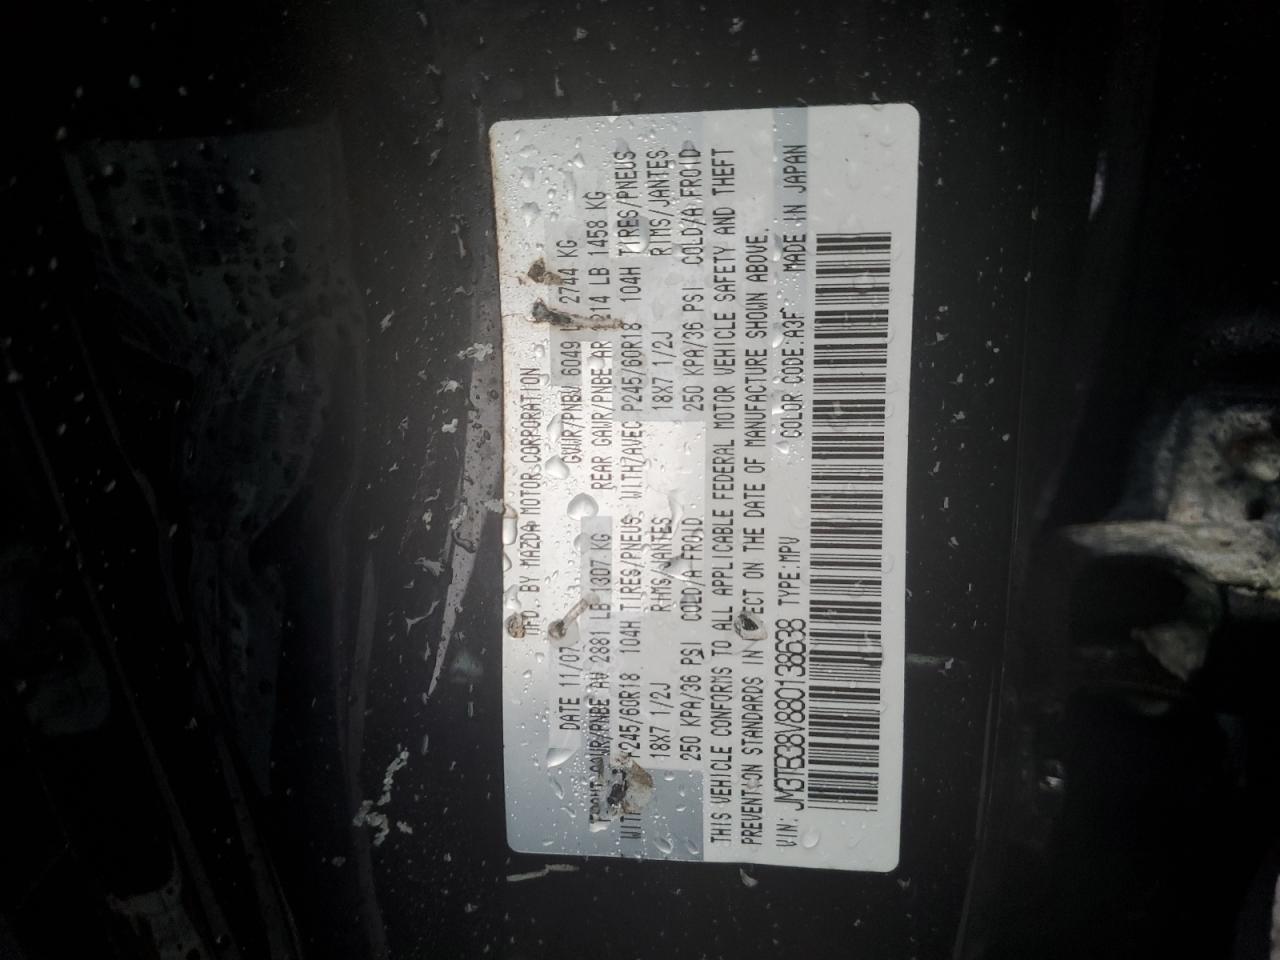 MFD. BY MAZDA MOTOR CORPORATION
DATE 11/07 GVWR/PNBV 6049 2744 KG
FRONT GAWR/PNBE AV 2881 LB 1307 KG REAR GAWR/PNBE AR 214 LB 1458 KG
WITH P245/60R18 104H TIRES/PNEUS WITH/AVEC P245/60R18 104H TIRES/PNEUS
18X7 1/2J RIMS/JANTES 18X7 1/2J RIMS/JANTES
250 KPA/36 PSI COLD/A FROID 250 KPA/36 PSI COLD/A FROID
THIS VEHICLE CONFORMS TO ALL APPLICABLE FEDERAL MOTOR VEHICLE SAFETY AND THEFT
PREVENTION STANDARDS IN EFFECT ON THE DATE OF MANUFACTURE SHOWN ABOVE.
VIN: JM3TB38V880138638 TYPE:MPV COLOR CODE:A3F MADE IN JAPAN